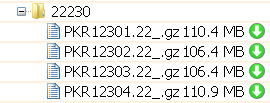 22230
PKR12301.22_.gz 110.4 MB
PKR12302.22_.gz 106.4 MB
PKR12303.22_.gz 106.4 MB
PKR12304.22_.gz 110.9 MB